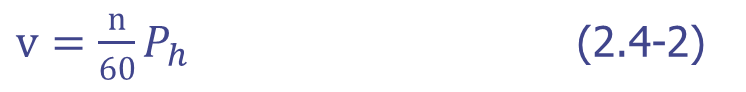 v = n/60 P_h (2.4-2)